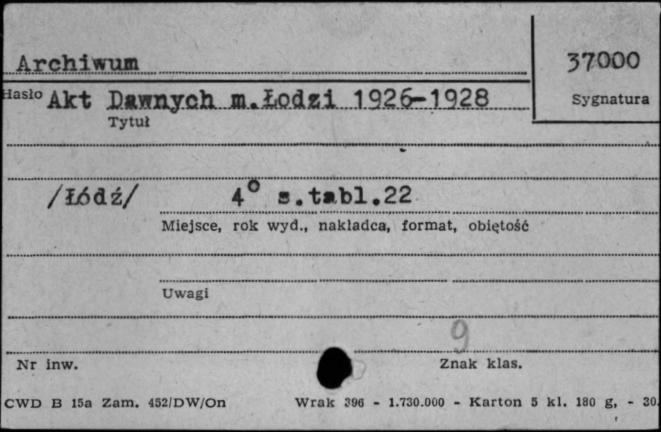 Archiwum
37000
Hasło Akt Dawnych m.Łodzi 1926-1928
Sygnatura
Tytuł
/Łódź/ 4° s.tabl.22
Miejsce, rok wyd., nakladca, format, obiętość
Uwagi
9
Nr inw. Znak klas.
CWD B 15a Zam. 452/DW/On Wrak 396 - 1.730.000 - Karton 5 kl. 180 g, - 30.